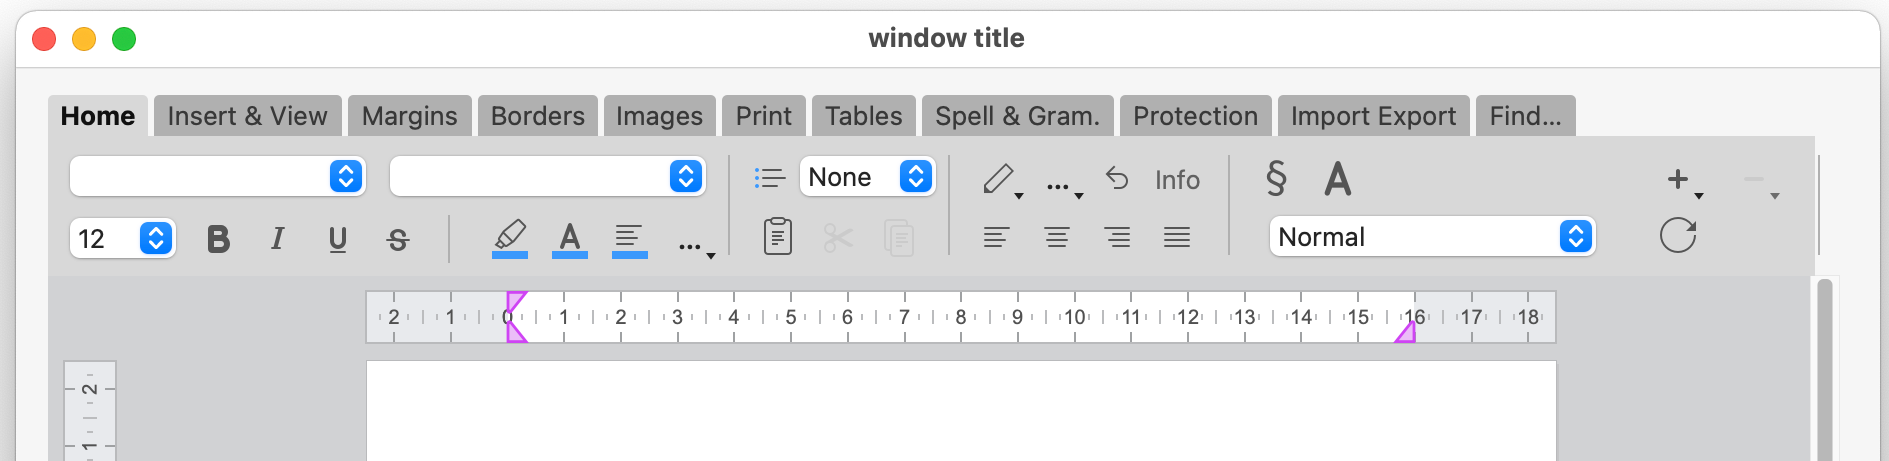 window title
Home Insert & View Margins Borders Images Print Tables Spell & Gram. Protection Import Export Find...
None ... Info § A
12 B I U S A ... Normal
2 1 0 1 2 3 4 5 6 7 8 9 10 11 12 13 14 15 16 17 18
2
1